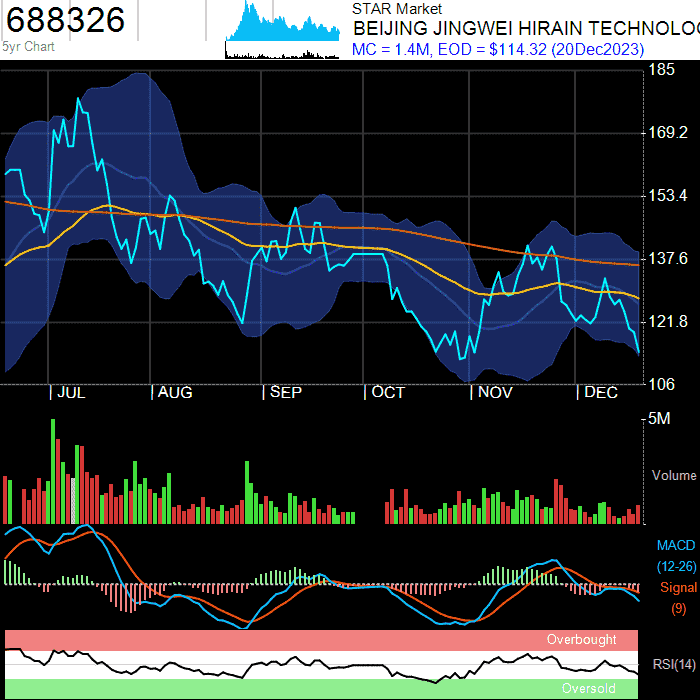 688326
5yr Chart
STAR Market
BEIJING JINGWEI HIRAIN TECHNOLO
MC = 1.4M, EOD = $114.32 (20Dec2023)
185
169.2
153.4
137.6
121.8
106
JUL AUG SEP OCT NOV DEC
5M
Volume
MACD
(12-26)
Signal
(9)
Overbought
RSI(14)
Oversold